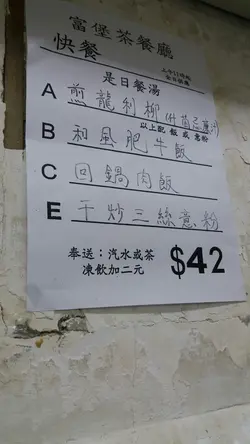 富堡茶餐廳
快餐
是日餐湯
A 煎龍利柳
以上配 飯 或 意粉
B 和風肥牛飯
C 回鍋肉飯
E 干炒三絲意粉
奉送：汽水或茶
凍飲加二元
$42